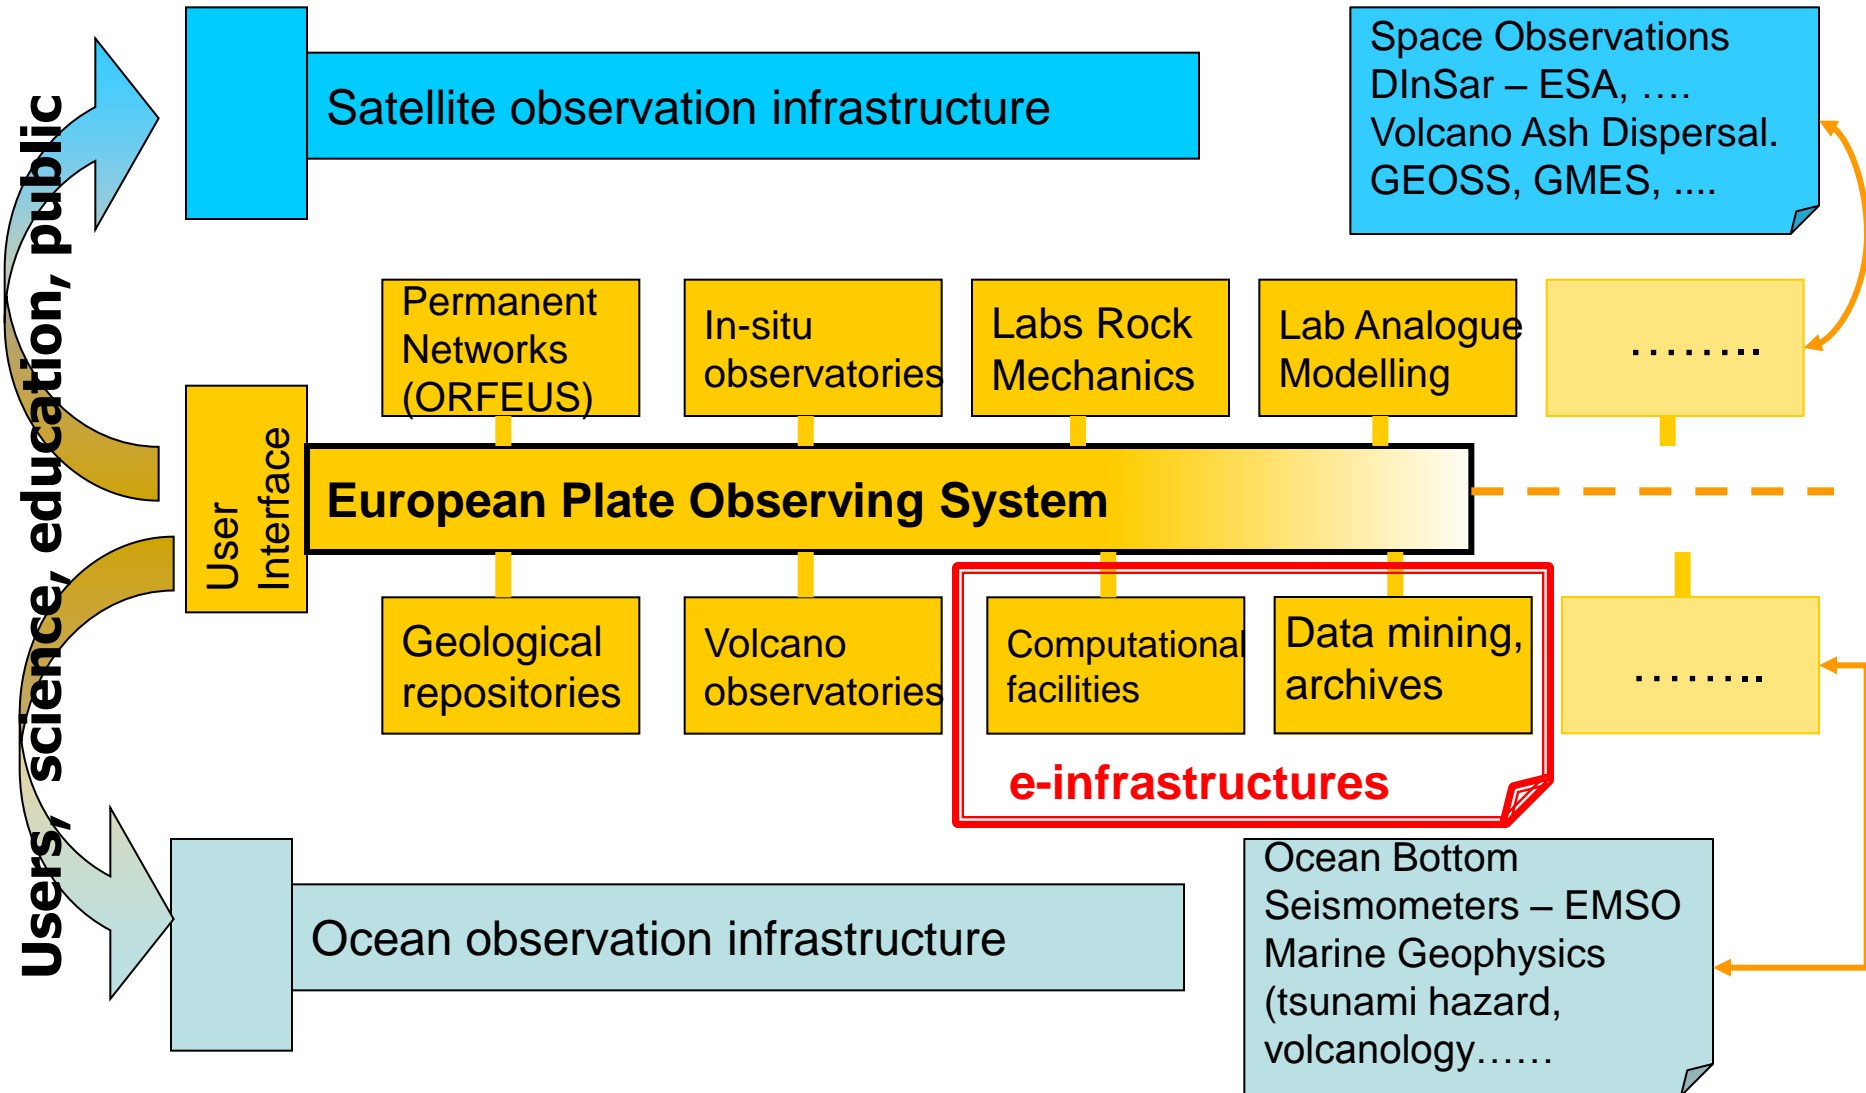 Users, science, education, public
Satellite observation infrastructure
Space Observations
DInSar – ESA, ….
Volcano Ash Dispersal.
GEOSS, GMES, ....
Permanent
Networks
(ORFEUS)
In-situ
observatories
Labs Rock
Mechanics
Lab Analogue
Modelling
……..
User
Interface
European Plate Observing System
Geological
repositories
Volcano
observatories
Computational
facilities
Data mining,
archives
……..
e-infrastructures
Ocean observation infrastructure
Ocean Bottom
Seismometers – EMSO
Marine Geophysics
(tsunami hazard,
volcanology……